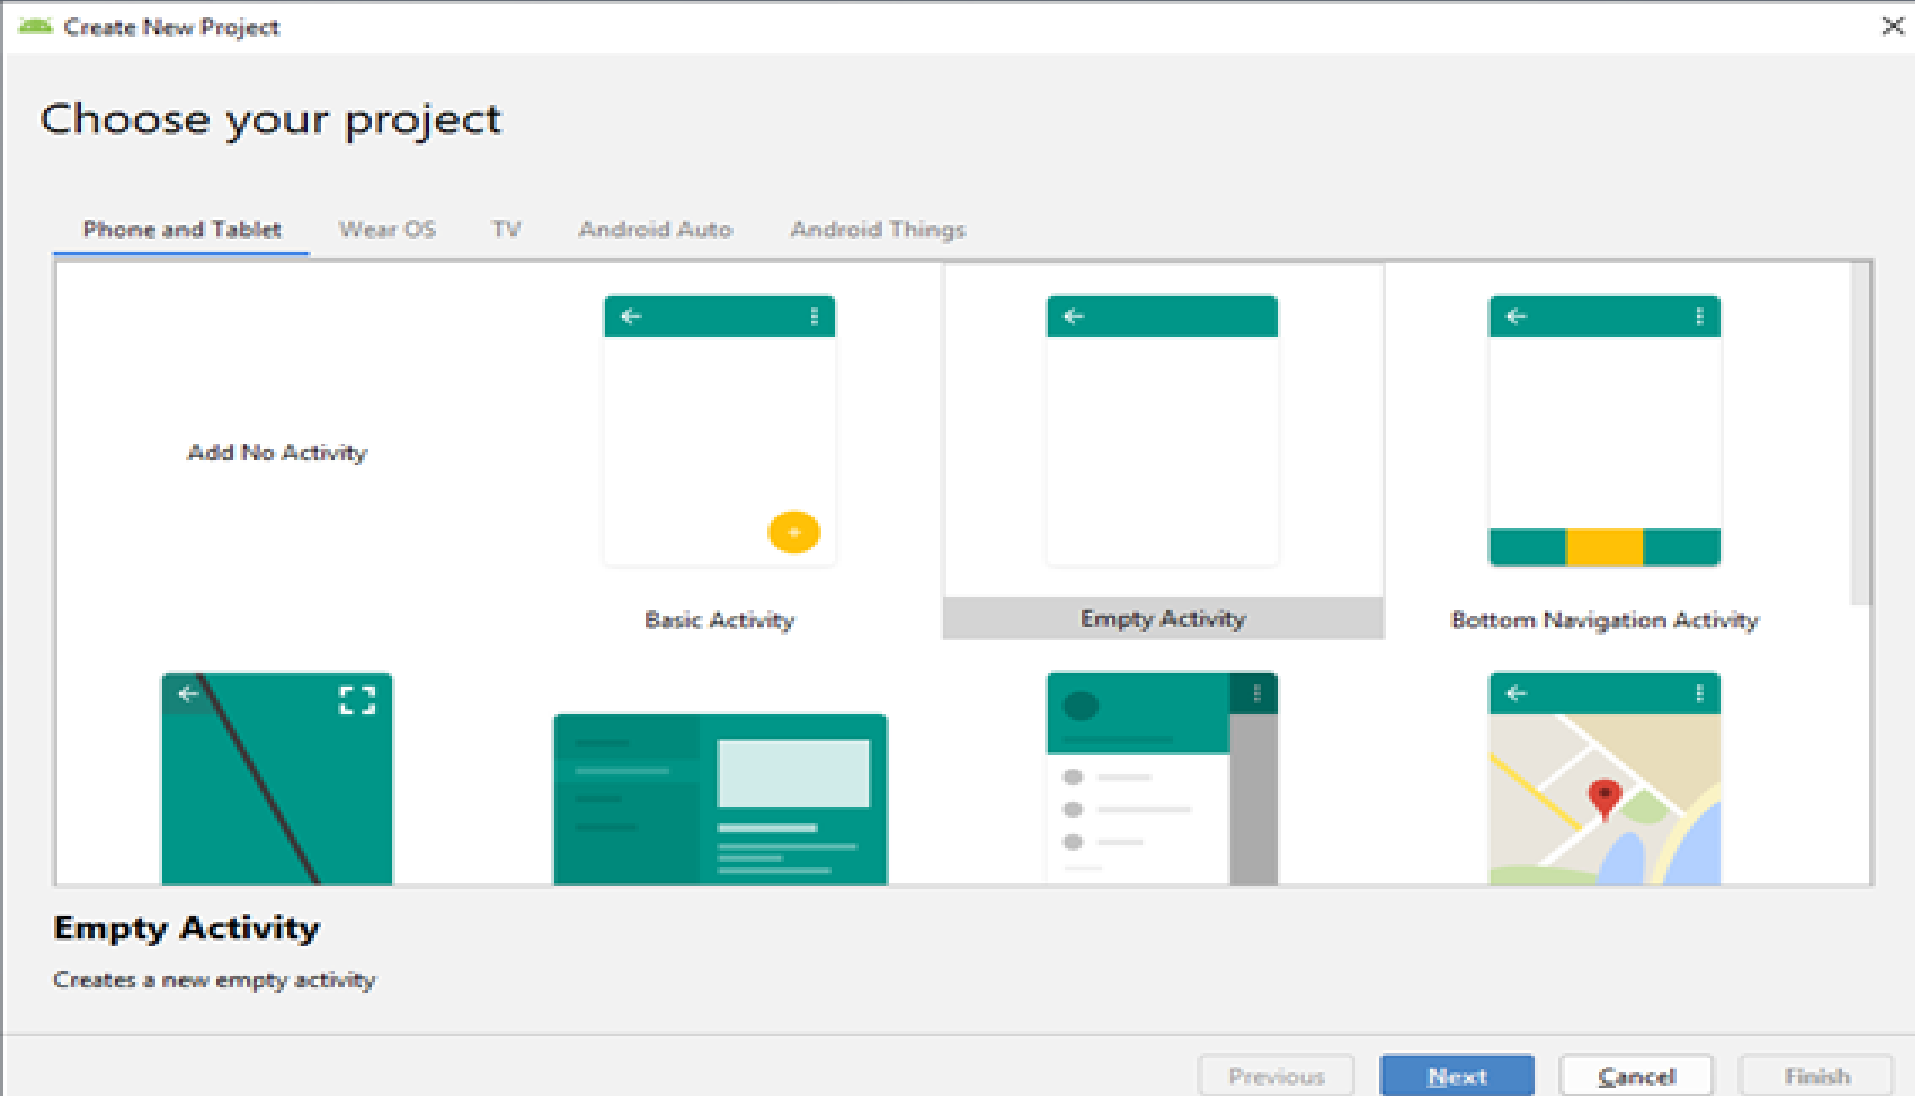 Create New Project
Choose your project
Phone and Tablet Wear OS TV Android Auto Android Things
Add No Activity
Basic Activity
Empty Activity
Bottom Navigation Activity
Empty Activity
Creates a new empty activity
Previous Next Cancel Finish